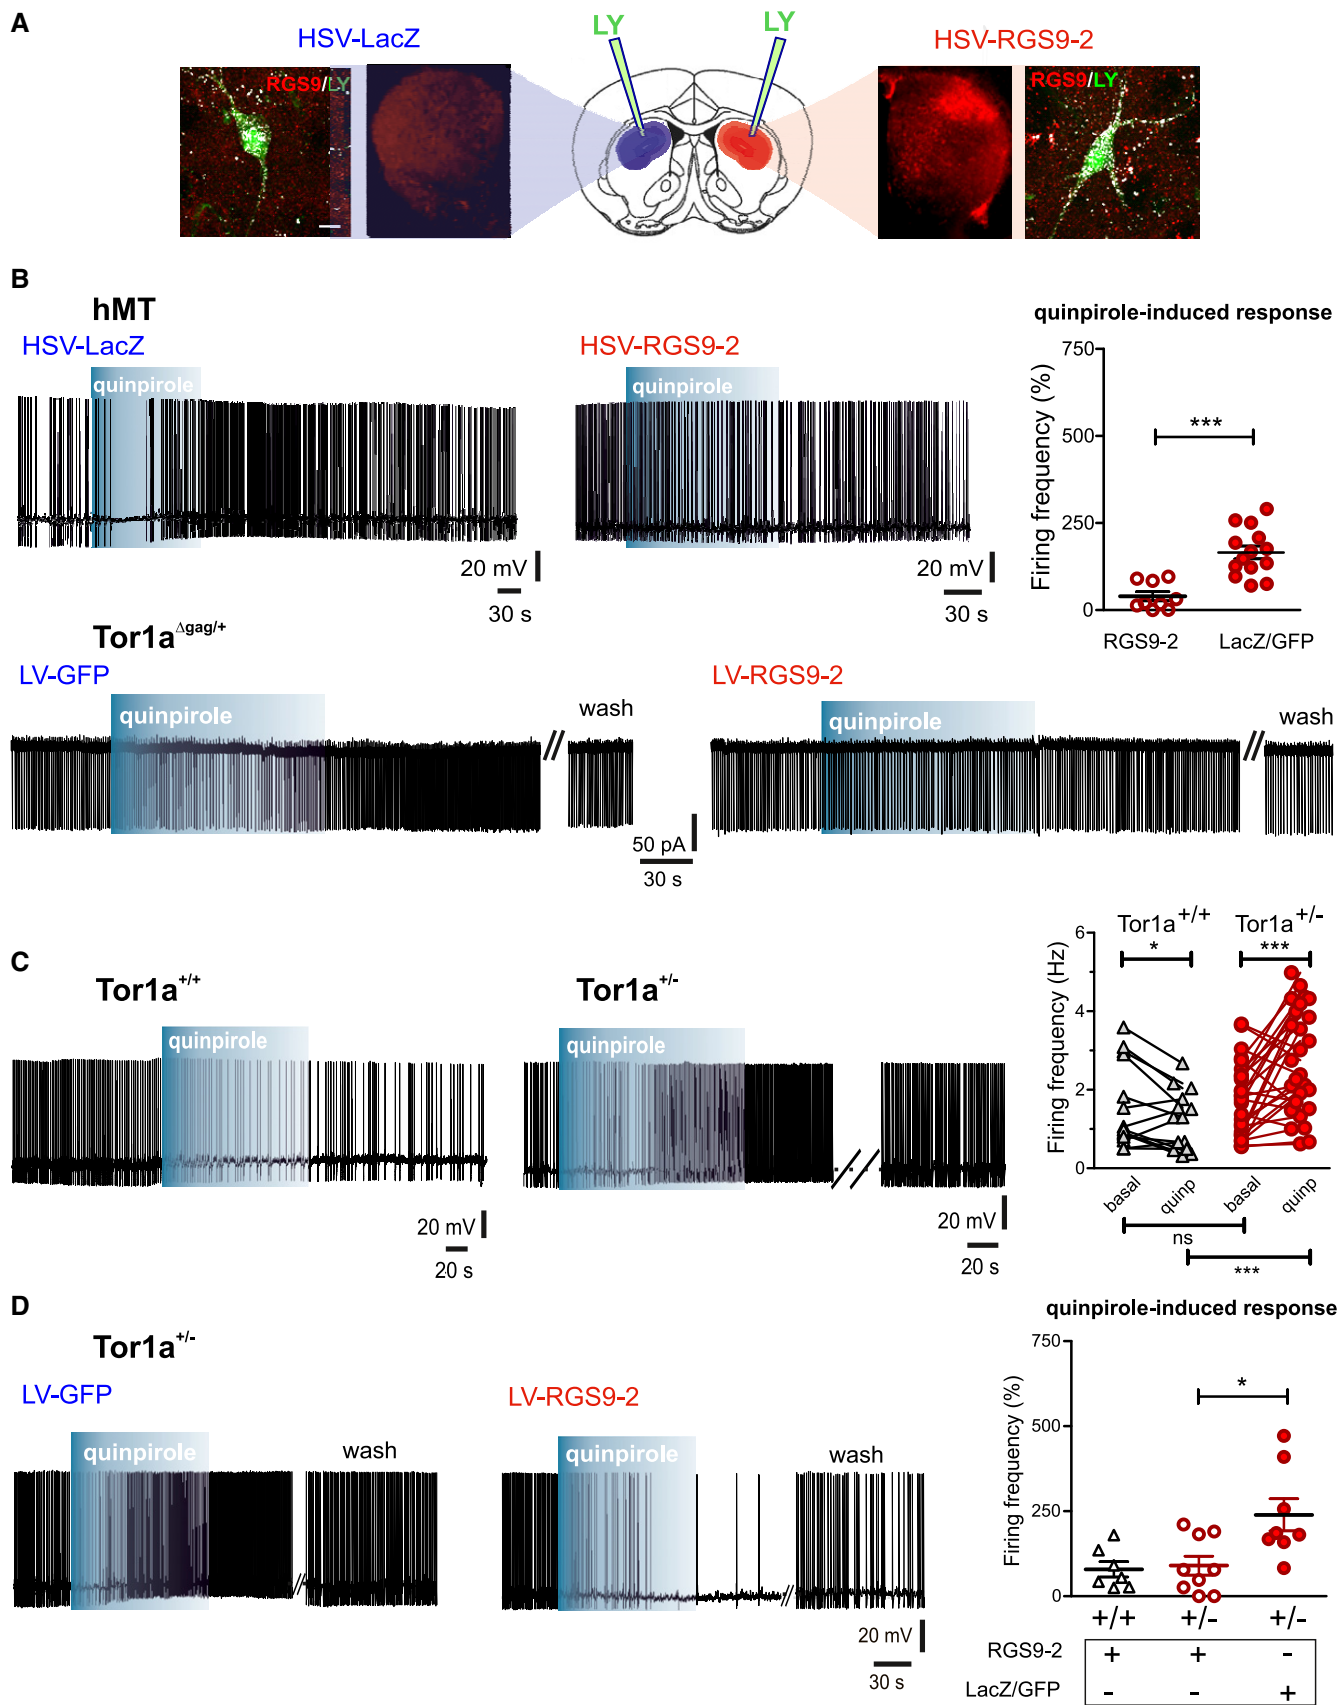 A
HSV-LacZ
LY
LY
HSV-RGS9-2
RGS9/LY
RGS9/LY
B
hMT
HSV-LacZ
HSV-RGS9-2
quinpirole
quinpirole
20 mV
30 s
20 mV
30 s
quinpirole-induced response
Firing frequency (%)
750
500
250
0
***
RGS9-2
LacZ/GFP
Tor1a Δgag/+
LV-GFP
LV-RGS9-2
quinpirole
wash
quinpirole
wash
50 pA
30 s
C
Tor1a +/+
Tor1a +/-
quinpirole
quinpirole
20 mV
20 s
20 mV
20 s
Tor1a +/+
Tor1a +/-
Firing frequency (Hz)
6
4
2
0
*
***
basal
quinp
basal
quinp
ns
***
D
Tor1a +/-
LV-GFP
LV-RGS9-2
quinpirole
wash
quinpirole
wash
20 mV
30 s
quinpirole-induced response
Firing frequency (%)
750
500
250
0
*
+/+
+/-
+/-
RGS9-2 + + -
LacZ/GFP - - +